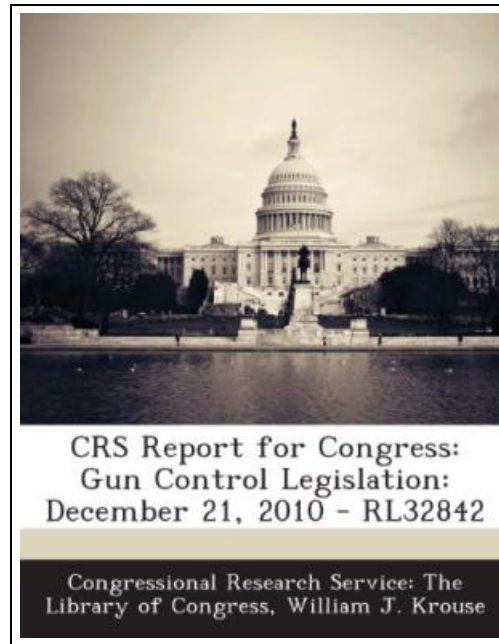 CRS Report for Congress:
Gun Control Legislation:
December 21, 2010 - RL32842
Congressional Research Service: The
Library of Congress, William J. Krouse